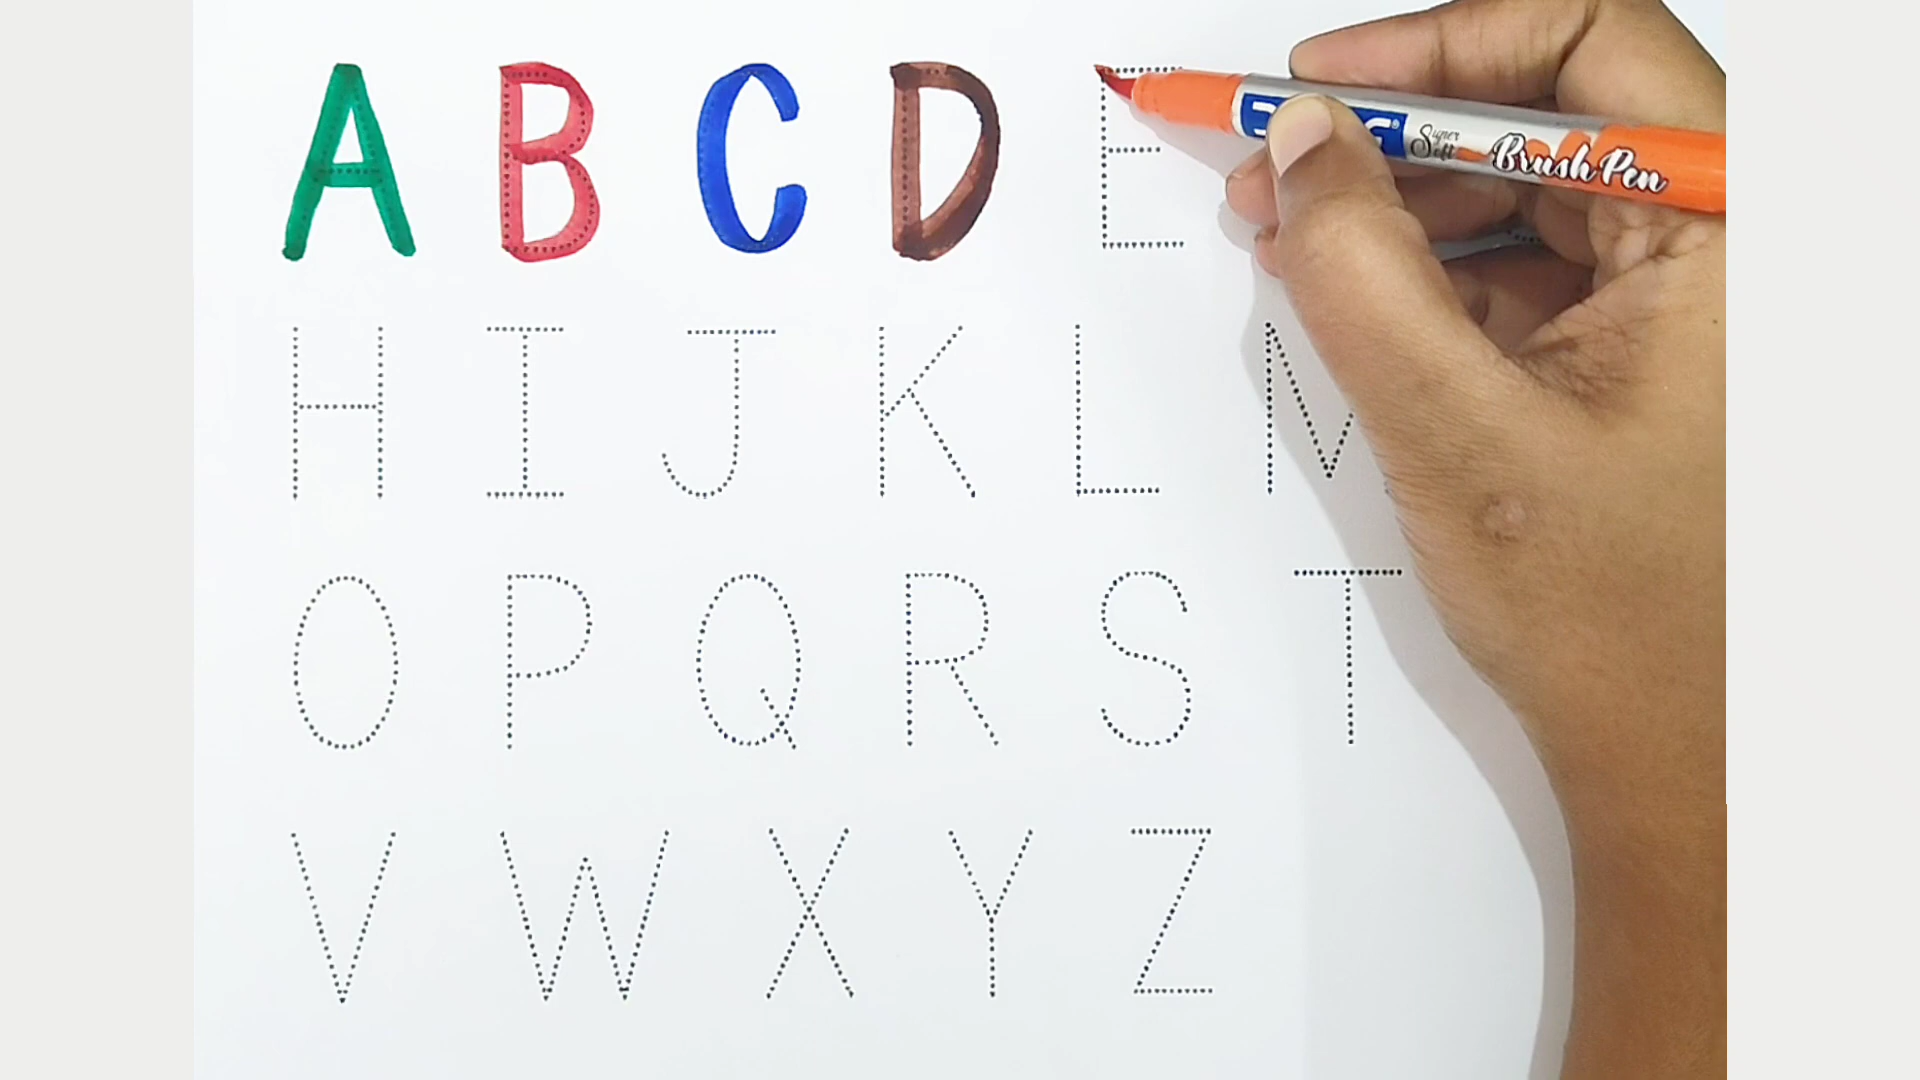 A B C D E
H I J K L M
O P Q R S T
V W X Y Z
Super Soft Brush Pen